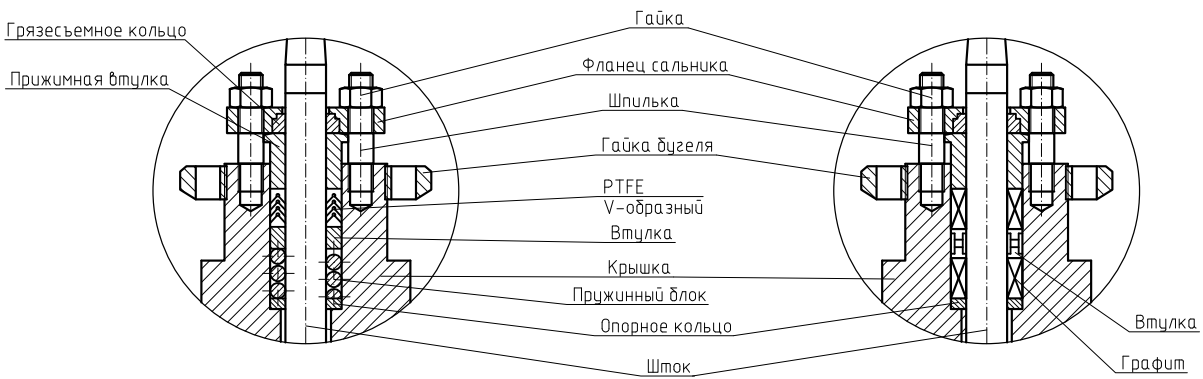 Грязесъемное кольцо
Прижимная втулка
Гайка
Фланец сальника
Шпилька
Гайка бугеля
PTFE
V-образный
Втулка
Крышка
Пружинный блок
Опорное кольцо
Шток
Втулка
Графит